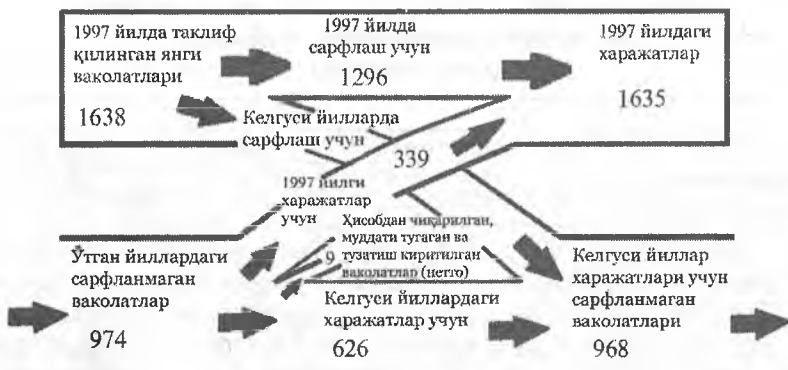 1997 йилда таклиф
қилинган янги
ваколатлари
1638
1997 йилда
сарфлаш учун
1296
1997 йилдаги
харажатлар
1635
Келгуси йилларда
сарфлаш учун
339
1997 йилги
харажатлар
учун
Ҳисобдан чиқарилган,
муддати тугаган ва
тузатиш киритилган
ваколатлар (нетто)
9
Ўтган йиллардаги
сарфланмаган
ваколатлар
974
Келгуси йиллардаги
харажатлар учун
626
Келгуси йиллар
харажатлари учун
сарфланмаган
ваколатлари
968